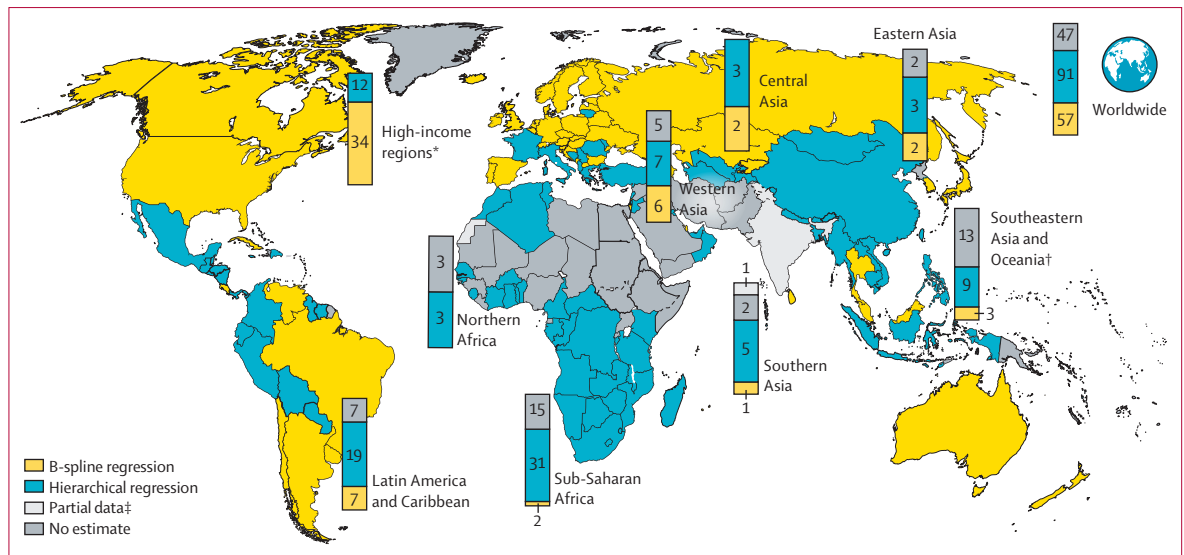 Eastern Asia
2
3
2
47
91
57
Worldwide
3
2
Central
Asia
12
34
High-income
regions*
5
7
6
Western
Asia
13
9
3
Southeastern
Asia and
Oceania†
3
3
Northern
Africa
1
2
5
1
Southern
Asia
7
19
7
Latin America
and Caribbean
15
31
2
Sub-Saharan
Africa
B-spline regression
Hierarchical regression
Partial data‡
No estimate